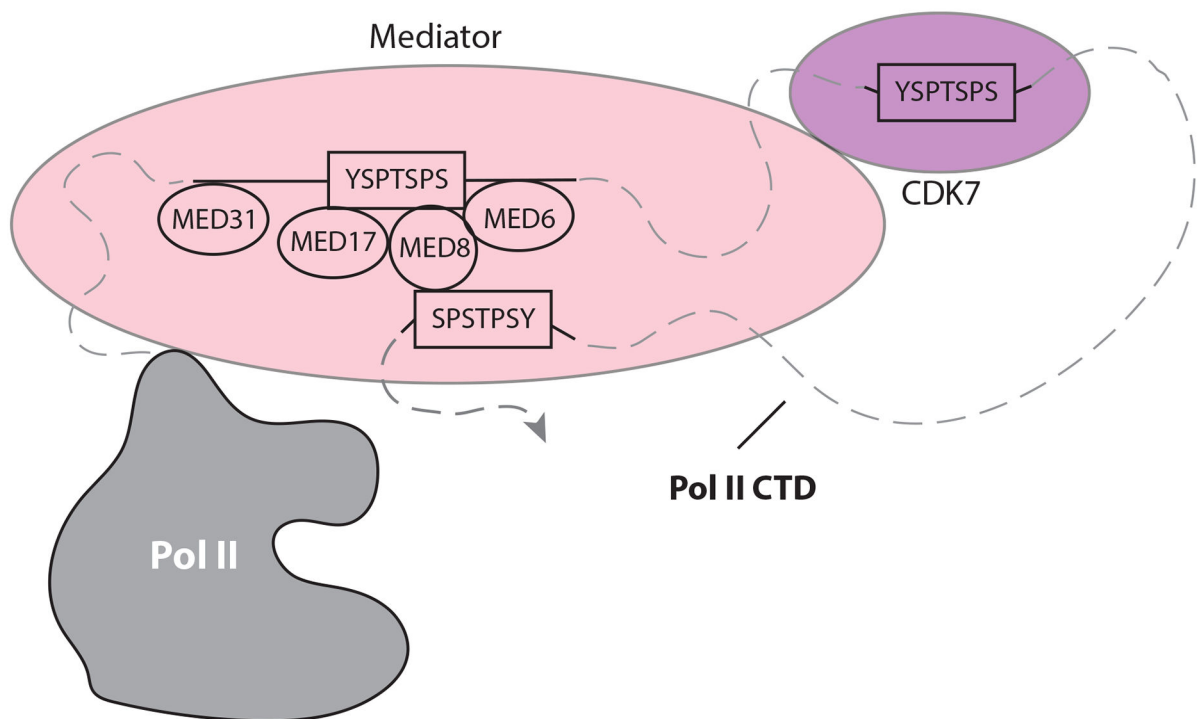 Mediator
YSPTSPS
CDK7
YSPTSPS
MED31
MED17
MED8
MED6
SPSTPSY
Pol II CTD
Pol II